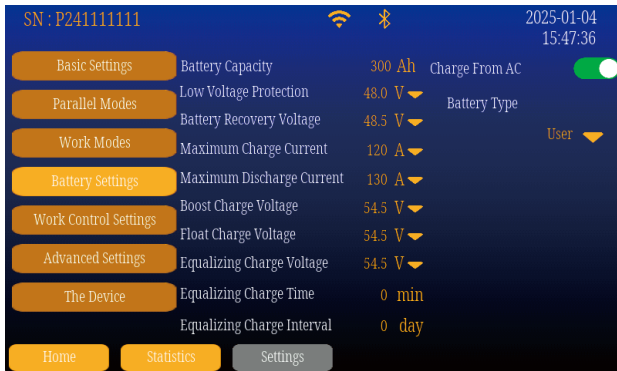 SN : P241111111
2025-01-04
15:47:36
Basic Settings
Parallel Modes
Work Modes
Battery Settings
Work Control Settings
Advanced Settings
The Device
Battery Capacity 300 Ah
Low Voltage Protection 48.0 V
Battery Recovery Voltage 48.5 V
Maximum Charge Current 120 A
Maximum Discharge Current 130 A
Boost Charge Voltage 54.5 V
Float Charge Voltage 54.5 V
Equalizing Charge Voltage 54.5 V
Equalizing Charge Time 0 min
Equalizing Charge Interval 0 day
Charge From AC
Battery Type
User
Home Statistics Settings